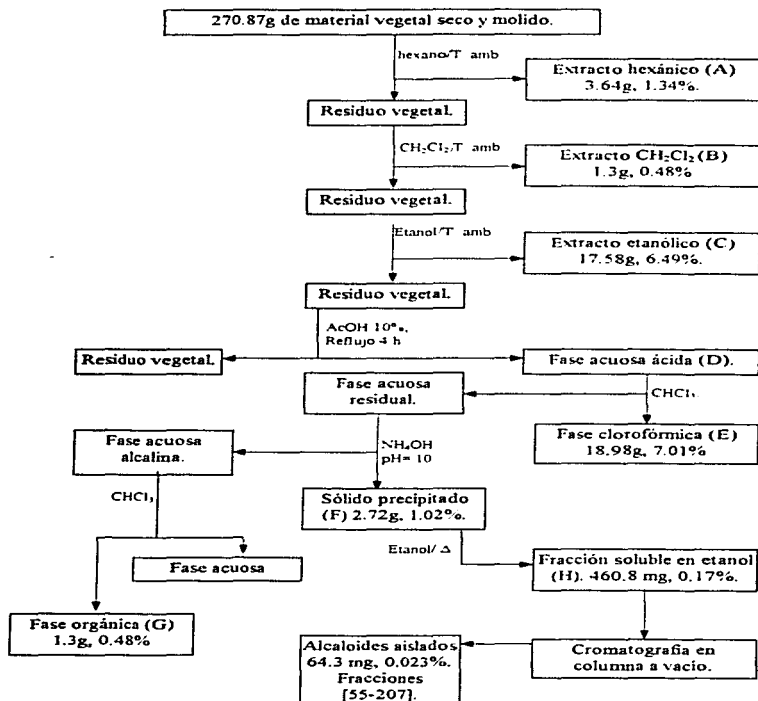 270.87g de material vegetal seco y molido.
hexano/T amb
Extracto hexánico (A)
3.64g, 1.34%.
Residuo vegetal.
CH₂Cl₂/T amb
Extracto CH₂Cl₂ (B)
1.3g, 0.48%
Residuo vegetal.
Etanol/T amb
Extracto etanólico (C)
17.58g, 6.49%.
Residuo vegetal.
AcOH 10%,
Reflujo 4 h
Residuo vegetal.
Fase acuosa ácida (D).
Fase acuosa
residual.
CHCl₃.
Fase clorofórmica (E)
18.98g, 7.01%
Fase acuosa
alcalina.
NH₄OH
pH= 10
CHCl₃
Sólido precipitado
(F) 2.72g, 1.02%.
Etanol/ Δ
Fase acuosa
Fracción soluble en etanol
(H). 460.8 mg, 0.17%.
Fase orgánica (G)
1.3g, 0.48%
Alcaloides aislados
64.3 mg, 0.023%.
Fracciones
[55-207].
Cromatografía en
columna a vacío.